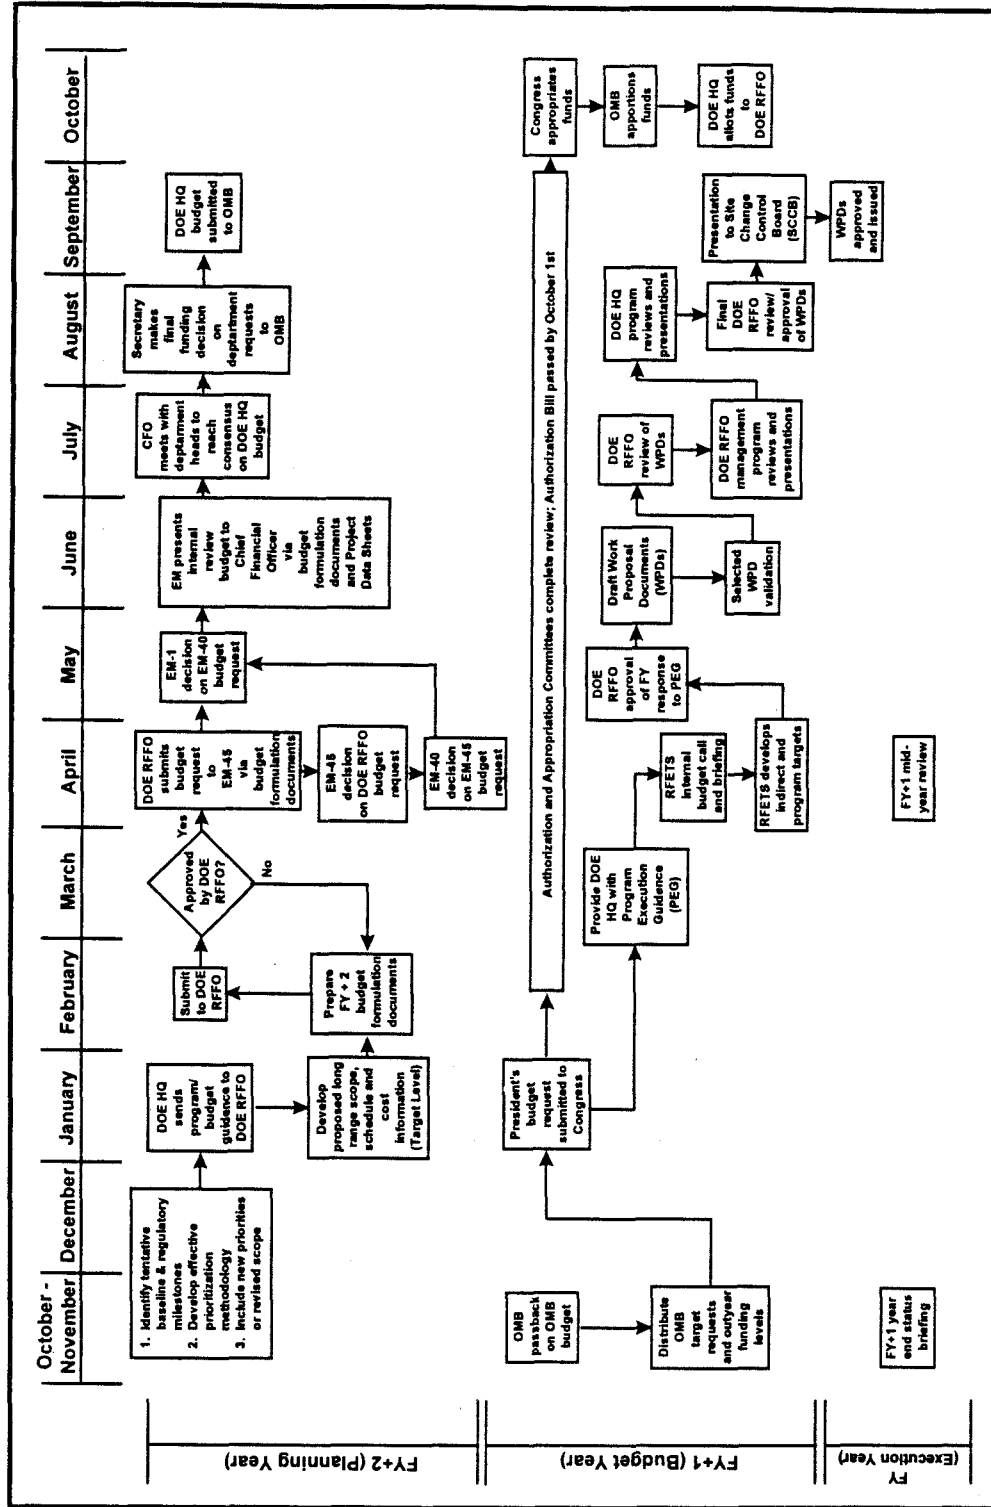 October -
November
December
January
February
March
April
May
June
July
August
September
October
FY+2 (Planning Year)
1. Identify tentative
baseline & regulatory
milestones
2. Develop effective
prioritization
methodology
3. Include new priorities
or revised scope
DOE HQ
sends
program/
budget
guidance to
DOE RFFO
Develop
proposed long
range scope,
schedule and
cost
information
(Target Level)
Submit
to DOE
RFFO
Prepare
FY + 2
budget
formulation
documents
Approved
by DOE
RFFO?
Yes
No
DOE RFFO
submits
budget
request to
EM-45 via
budget
formulation
documents
EM-45
decision
on DOE RFFO
budget
request
EM-40
decision
on EM-45
budget
request
EM-1
decision
on EM-40
budget
request
EM presents
internal
review
budget to
Chief
Financial
Officer
via
budget
formulation
documents
and Project
Data Sheets
CFO
meets with
deptarment
heads to
reach
consensus
on DOE HQ
budget
Secretary
makes
final
funding
decision
on
deptartment
requests
to
OMB
DOE HQ
budget
submitted
to OMB
FY+1 (Budget Year)
OMB
passback
on OMB
budget
Distribute
OMB
target
requests
and outyear
funding
levels
President's
budget
request
submitted to
Congress
Authorization and Appropriation Committees complete review; Authorization Bill passed by October 1st
Congress
appropriates
funds
OMB
apportions
funds
DOE HQ
allots funds
to
DOE RFFO
Provide DOE
HQ with
Program
Execution
Guidance
(PEG)
RFETS
internal
budget call
and briefing
RFETS develops
indirect and
program targets
DOE
RFFO
approval
of FY
response
to PEG
Draft Work
Proposal
Documents
(WPDs)
Selected
WPD
validation
DOE
RFFO
review of
WPDs
DOE RFFO
management
program
reviews and
presentations
DOE HQ
program
reviews and
presentations
Final
DOE
RFFO
review/
approval
of WPDs
Presentation
to Site
Change
Control
Board
(SCCB)
WPDs
approved
and issued
FY
(Execution Year)
FY+1 year
end status
briefing
FY+1 mid-
year review